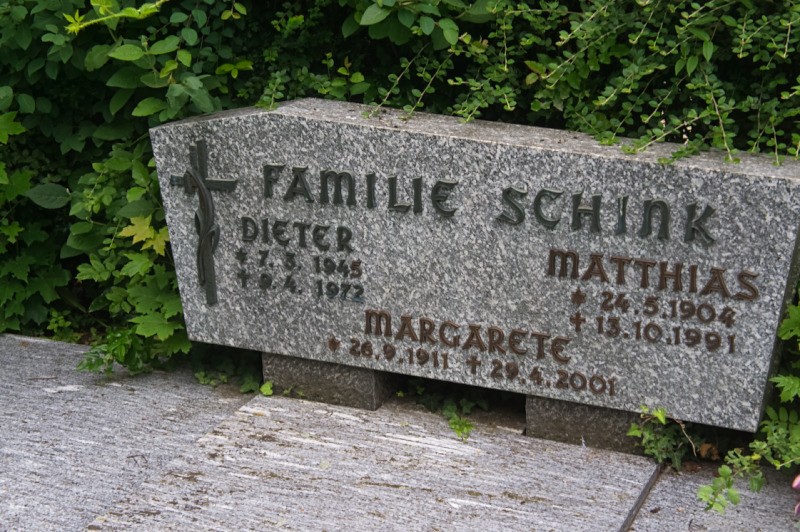 FAMILIE SCHINK
DIETER
* 7. 3. 1945
† 9. 4. 1972
MATTHIAS
* 24.5.1904
† 13.10.1991
MARGARETE
* 26.9.1911 † 29.4.2001